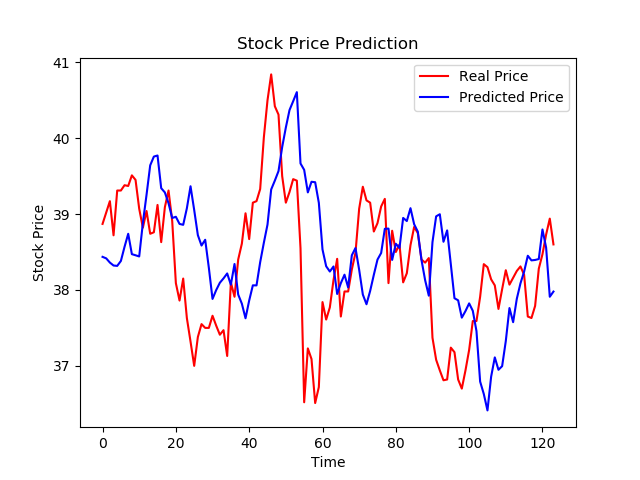 Stock Price Prediction
Real Price
Predicted Price
Stock Price
41
40
39
38
37
0 20 40 60 80 100 120
Time